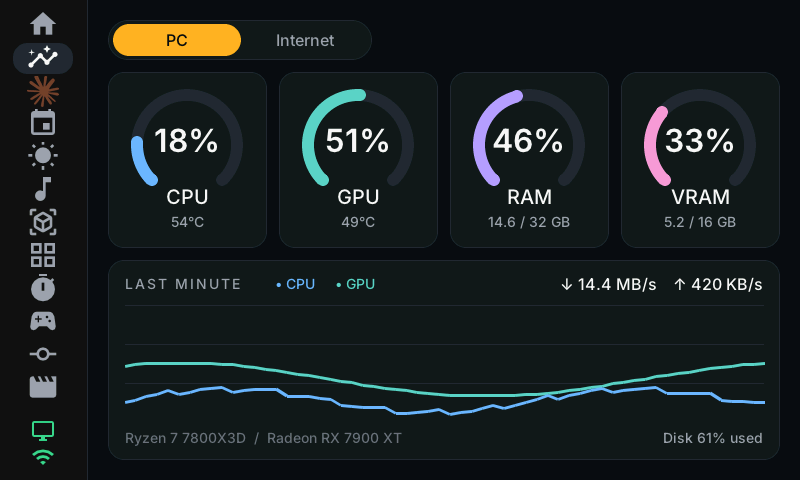 PC Internet
18% 51% 46% 33%
CPU GPU RAM VRAM
54°C 49°C 14.6 / 32 GB 5.2 / 16 GB
LAST MINUTE • CPU • GPU ↓ 14.4 MB/s ↑ 420 KB/s
Ryzen 7 7800X3D / Radeon RX 7900 XT Disk 61% used